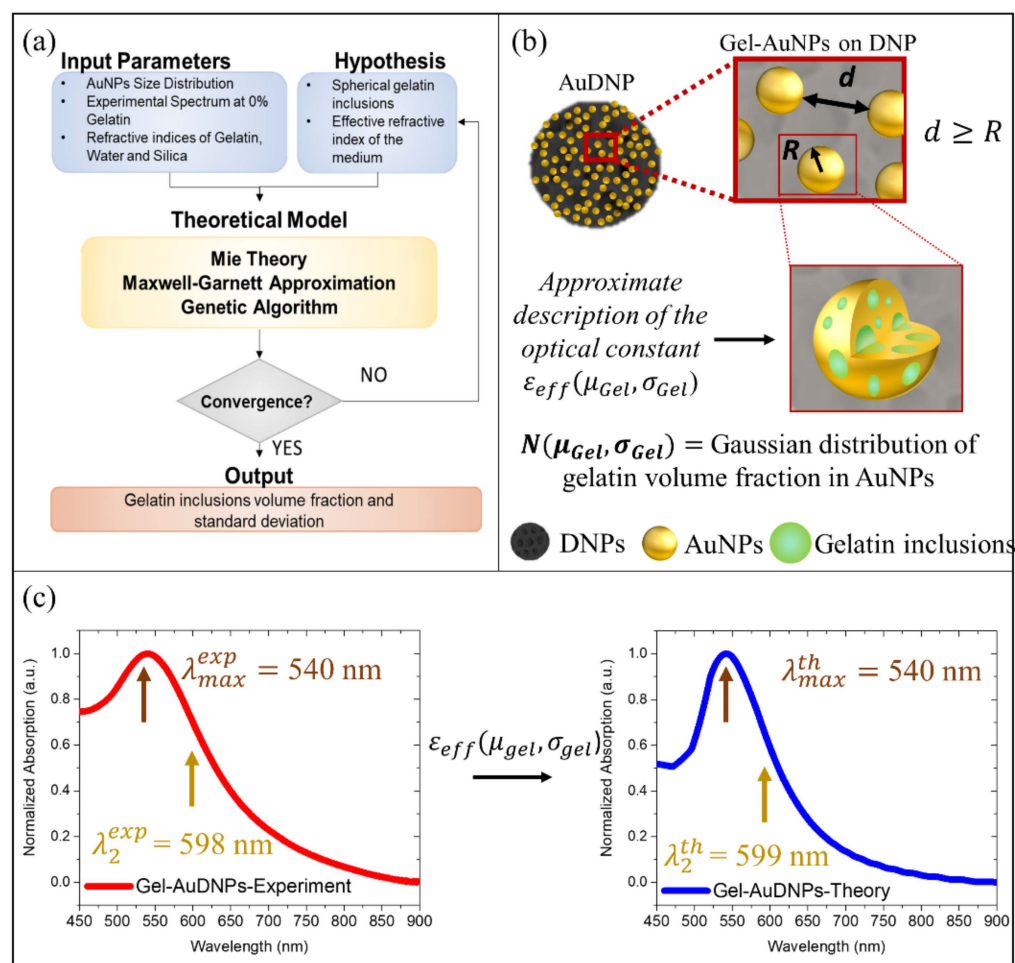 (a)
Input Parameters
• AuNPs Size Distribution
• Experimental Spectrum at 0%
Gelatin
• Refractive indices of Gelatin,
Water and Silica
Hypothesis
• Spherical gelatin
inclusions
• Effective refractive
index of the
medium
Theoretical Model
Mie Theory
Maxwell-Garnett Approximation
Genetic Algorithm
Convergence?
NO
YES
Output
Gelatin inclusions volume fraction and
standard deviation
(b)
Gel-AuNPs on DNP
AuDNP
d
R
d ≥ R
Approximate
description of the
optical constant
ε_eff(μ_Gel, σ_Gel)
N(μ_Gel, σ_Gel) = Gaussian distribution of
gelatin volume fraction in AuNPs
DNPs
AuNPs
Gelatin inclusions
(c)
Normalized Absorption (a.u.)
1.0
0.8
0.6
0.4
0.2
0.0
λ_max^exp = 540 nm
λ_2^exp = 598 nm
Gel-AuDNPs-Experiment
450 500 550 600 650 700 750 800 850 900
Wavelength (nm)
ε_eff(μ_gel, σ_gel)
Normalized Absorption (a.u.)
1.0
0.8
0.6
0.4
0.2
0.0
λ_max^th = 540 nm
λ_2^th = 599 nm
Gel-AuDNPs-Theory
450 500 550 600 650 700 750 800 850 900
Wavelength (nm)